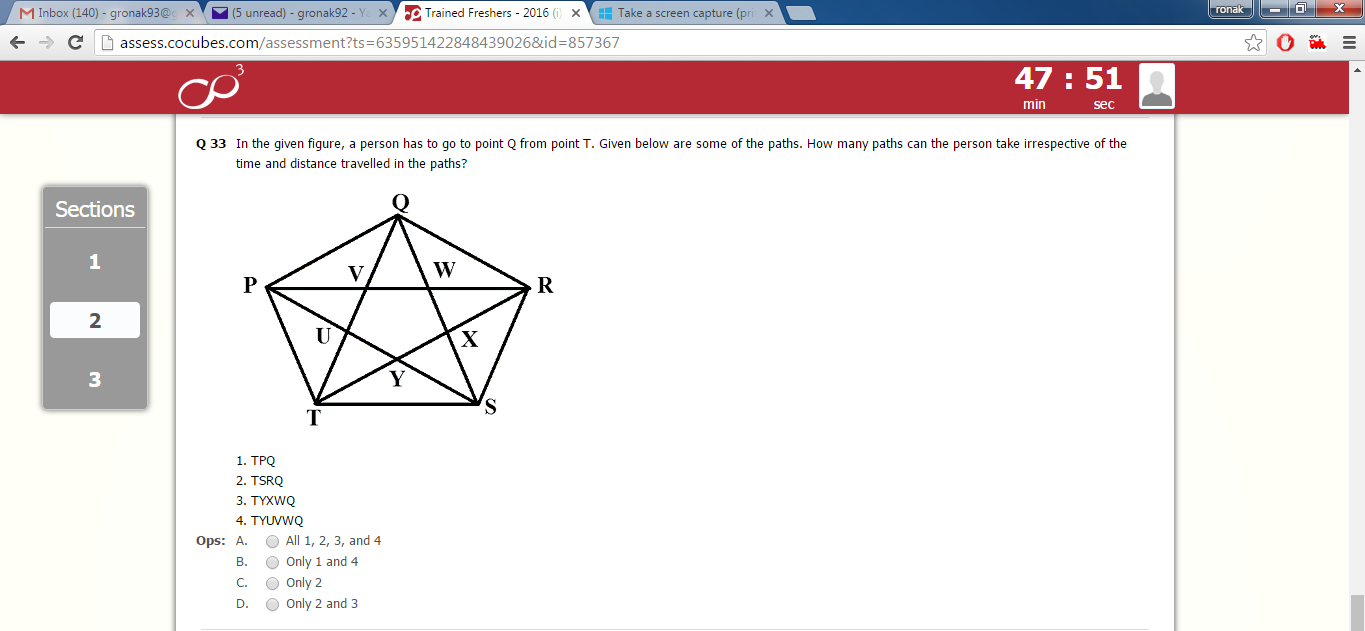 Inbox (140) - gronak93@g
(5 unread) - gronak92 - Ya
Trained Freshers - 2016 (i
Take a screen capture (pri
ronak
assess.cocubes.com/assessment?ts=635951422848439026&id=857367
3
47 : 51
min sec
Q 33 In the given figure, a person has to go to point Q from point T. Given below are some of the paths. How many paths can the person take irrespective of the
time and distance travelled in the paths?
Sections
1
2
3
Q
P V W R
U X
Y
T S
1. TPQ
2. TSRQ
3. TYXWQ
4. TYUVWQ
Ops: A. All 1, 2, 3, and 4
B. Only 1 and 4
C. Only 2
D. Only 2 and 3